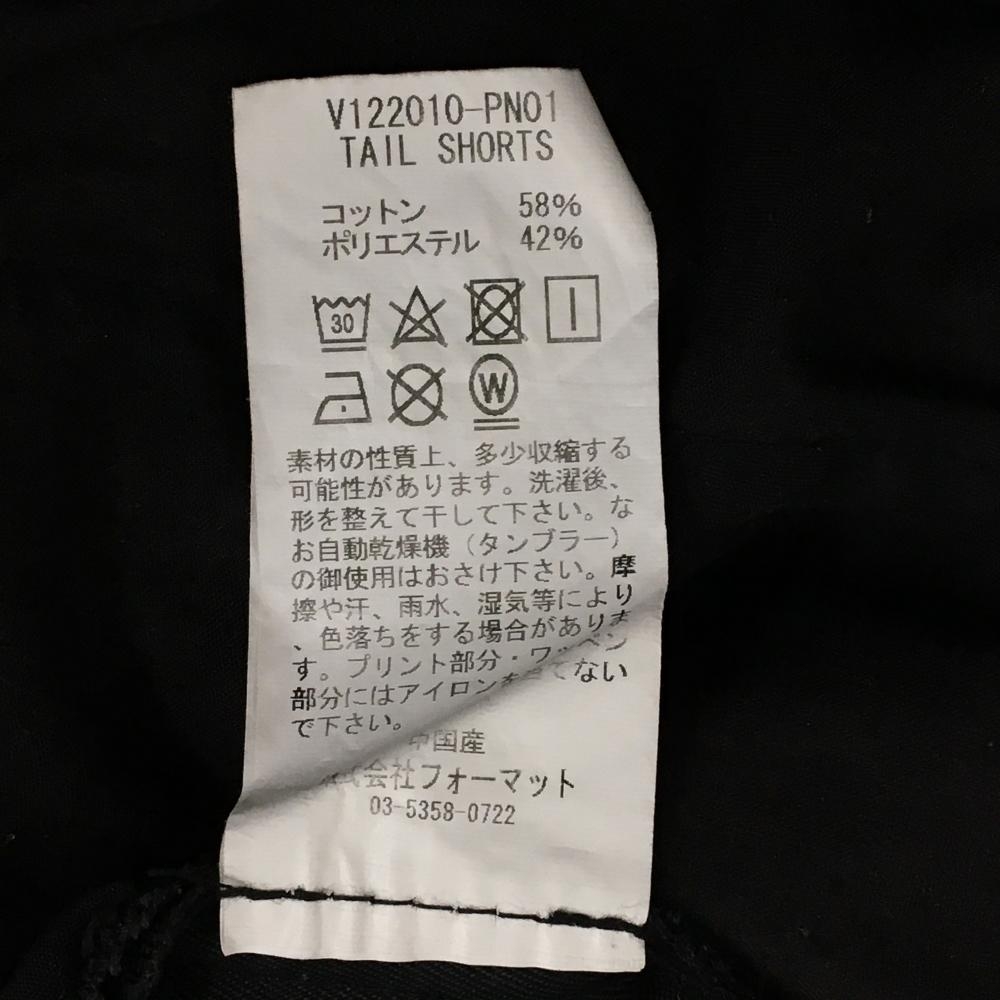 V122010-PN01
TAIL SHORTS
コットン 58%
ポリエステル 42%
30
W
素材の性質上、多少収縮する
可能性があります。洗濯後、
形を整えて干して下さい。な
お自動乾燥機（タンブラー）
の御使用はおさけ下さい。摩
擦や汗、雨水、湿気等により
、色落ちをする場合がありま
す。プリント部分・ワッペン
部分にはアイロン てない
で下さい。
中国産
式会社フォーマット
03-5358-0722